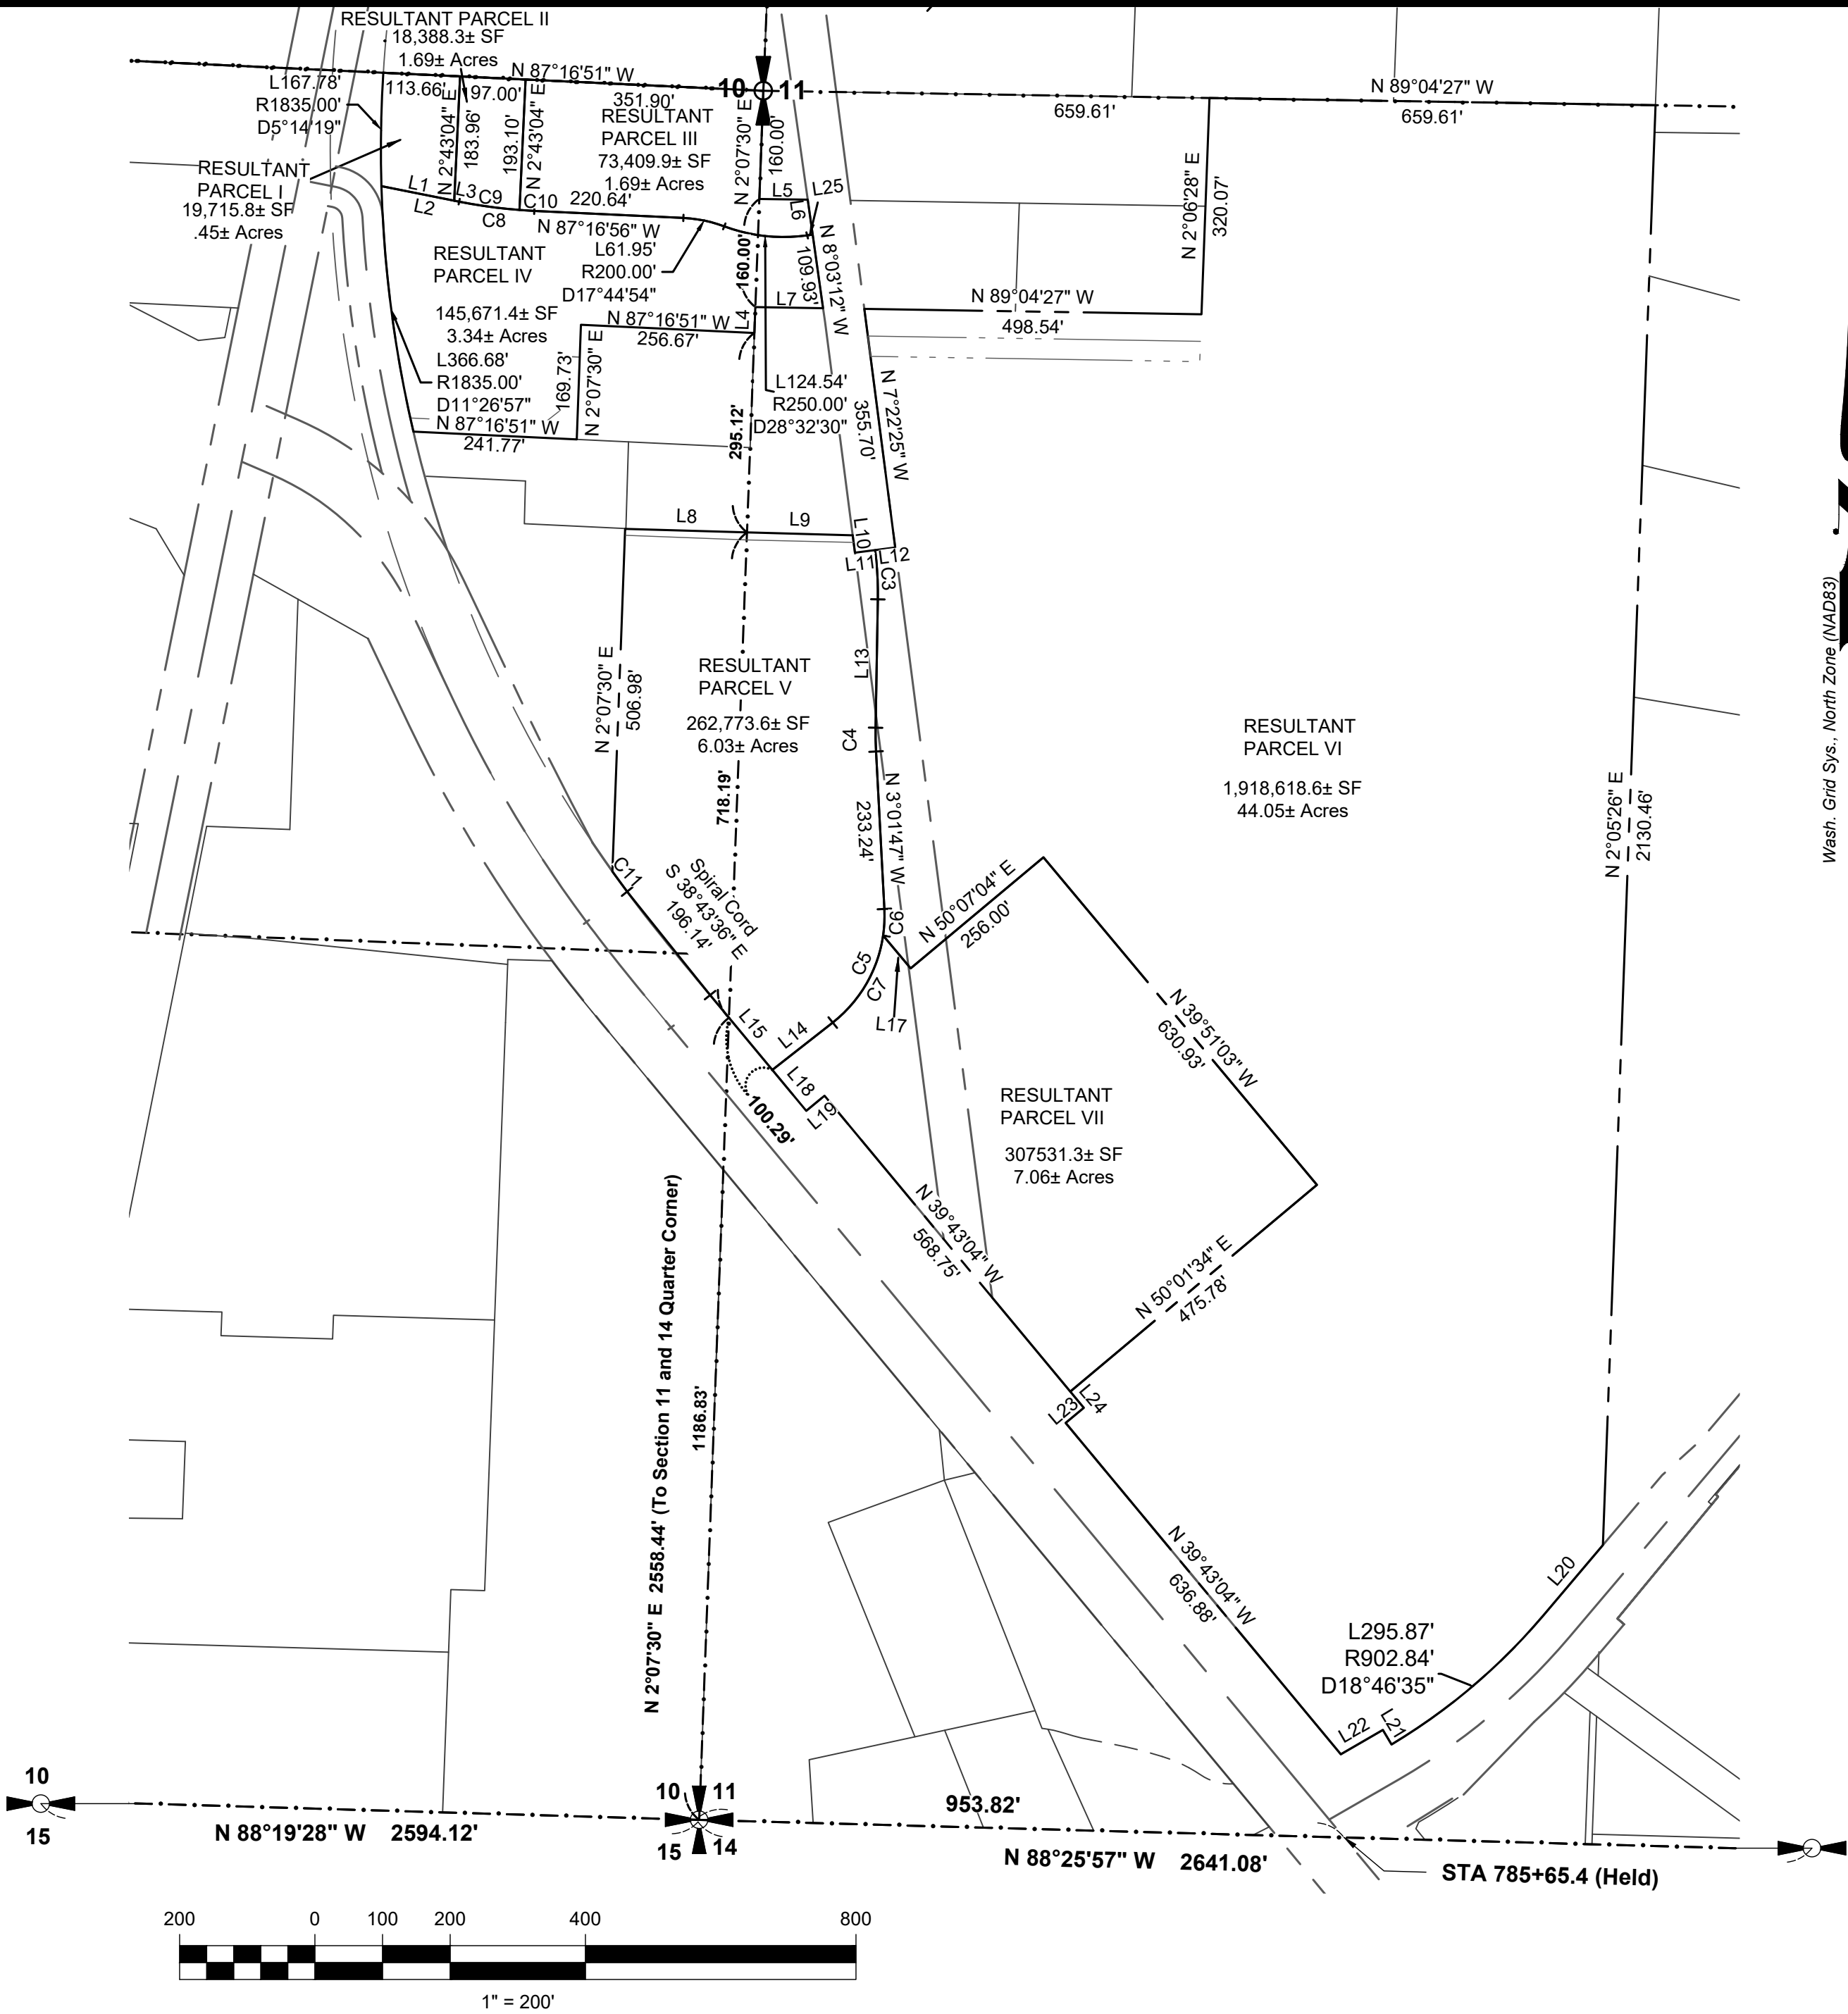 RESULTANT PARCEL II
18,388.3± SF
1.69± Acres
L167.78'
R1835.00'
D5°14'19"
113.66'
97.00'
N 87°16'51" W
351.90'
10
11
N 89°04'27" W
659.61'
659.61'
RESULTANT
PARCEL III
73,409.9± SF
1.69± Acres
N 2°43'04" E
183.96'
193.10'
N 2°43'04" E
N 2°07'30" E
160.00'
RESULTANT
PARCEL I
19,715.8± SF
.45± Acres
L1
L2
L3
C9
C8
C10
220.64'
N 87°16'56" W
L5
L25
L6
N 2°06'28" E
320.07'
RESULTANT
PARCEL IV
145,671.4± SF
3.34± Acres
L61.95'
R200.00'
D17°44'54"
160.00'
109.93'
N 8°03'12" W
L7
L4
N 89°04'27" W
498.54'
N 87°16'51" W
256.67'
L366.68'
R1835.00'
D11°26'57"
169.73'
N 2°07'30" E
N 87°16'51" W
241.77'
295.12'
L124.54'
R250.00'
D28°32'30"
N 7°22'25" W
355.70'
L8
L9
L10
L11
L12
C3
Wash. Grid Sys., North Zone (NAD83)
N 2°07'30" E
506.98'
RESULTANT
PARCEL V
262,773.6± SF
6.03± Acres
L13
C4
718.19'
N 3°01'47" W
233.24'
RESULTANT
PARCEL VI
1,918,618.6± SF
44.05± Acres
N 2°05'26" E
2130.46'
C11
Spiral Cord
S 38°43'36" E
196.14'
C6
C5
C7
L17
N 50°07'04" E
256.00'
N 39°51'03" W
630.93'
L15
L14
L18
L19
100.29'
RESULTANT
PARCEL VII
307531.3± SF
7.06± Acres
N 39°43'04" W
568.75'
N 50°01'34" E
475.78'
L23
L24
N 2°07'30" E 2558.44' (To Section 11 and 14 Quarter Corner)
1186.83'
N 39°43'04" W
636.88'
L20
L295.87'
R902.84'
D18°46'35"
L22
L21
10
15
N 88°19'28" W 2594.12'
10
11
15
14
953.82'
N 88°25'57" W 2641.08'
STA 785+65.4 (Held)
200
0
100
200
400
800
1" = 200'